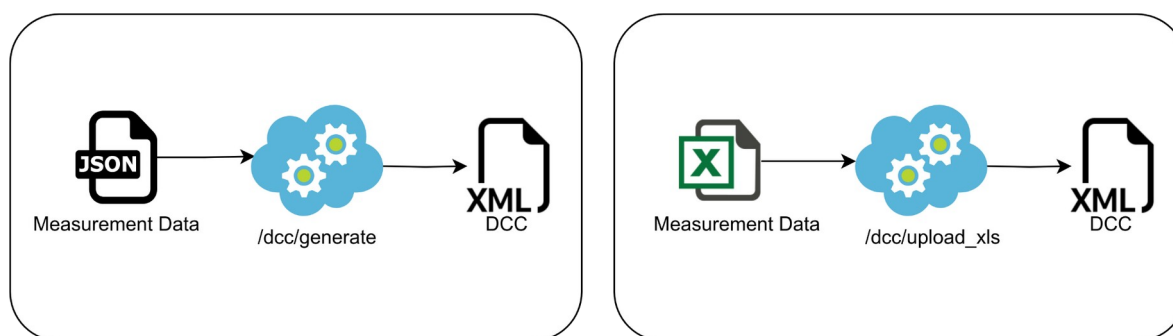 JSON
Measurement Data
/dcc/generate
XML
DCC
X
Measurement Data
/dcc/upload_xls
XML
DCC